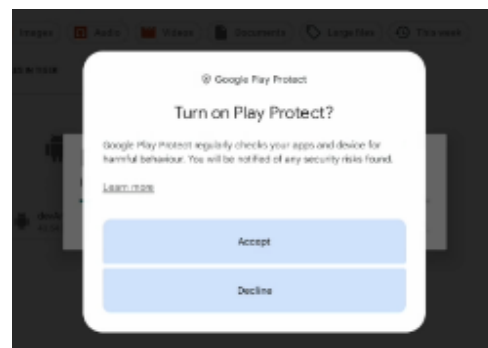 Images Audio Videos Documents Large files This week
Google Play Protect
Turn on Play Protect?
Google Play Protect regularly checks your apps and device for
harmful behaviour. You will be notified of any security risks found.
Learn more
Accept
Decline